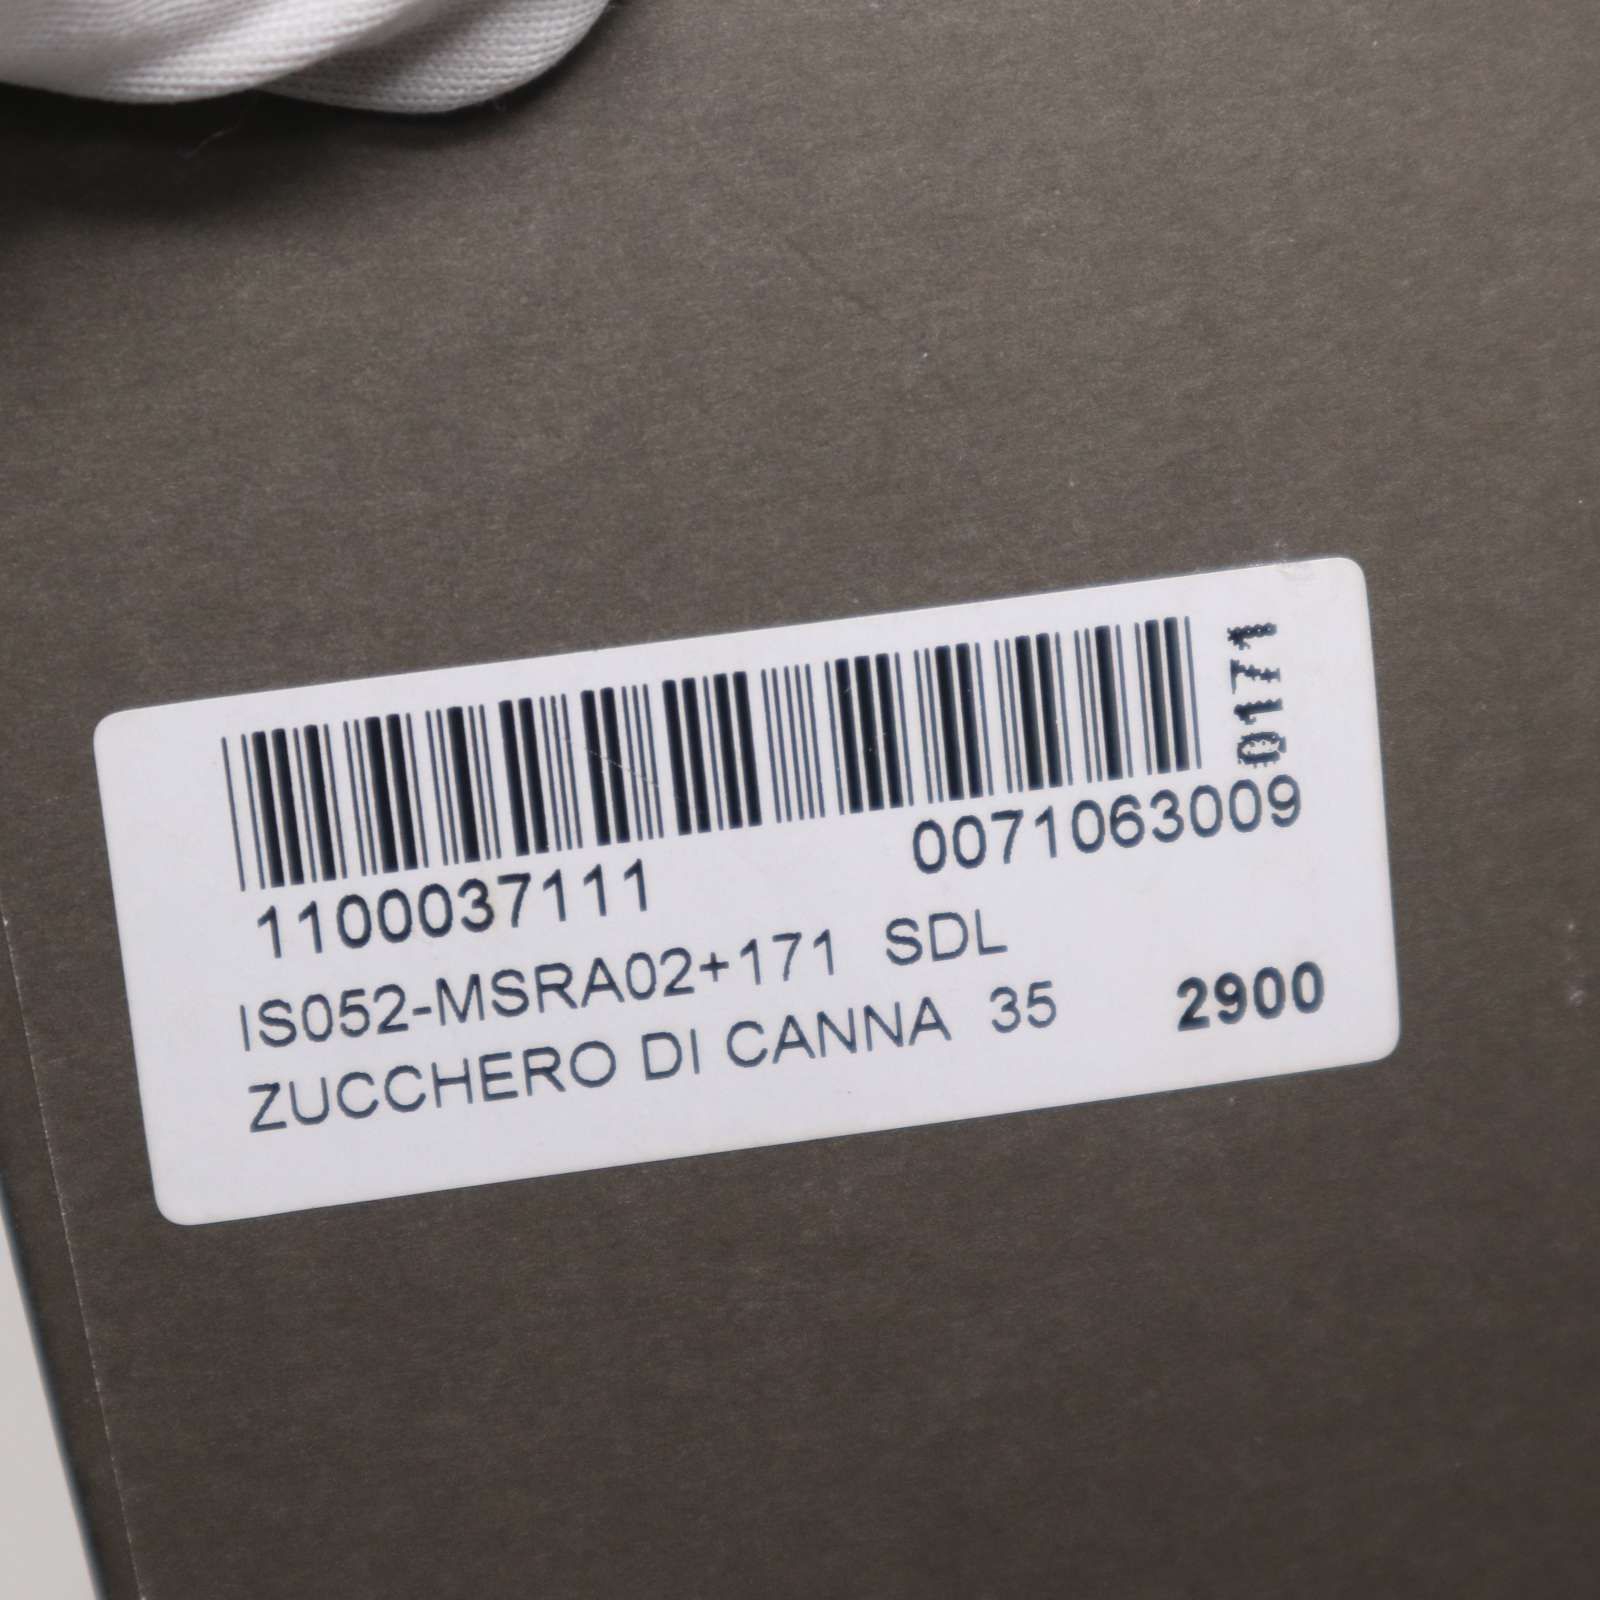 0171
1100037111 0071063009
IS052-MSRA02+171 SDL
ZUCCHERO DI CANNA 35 2900